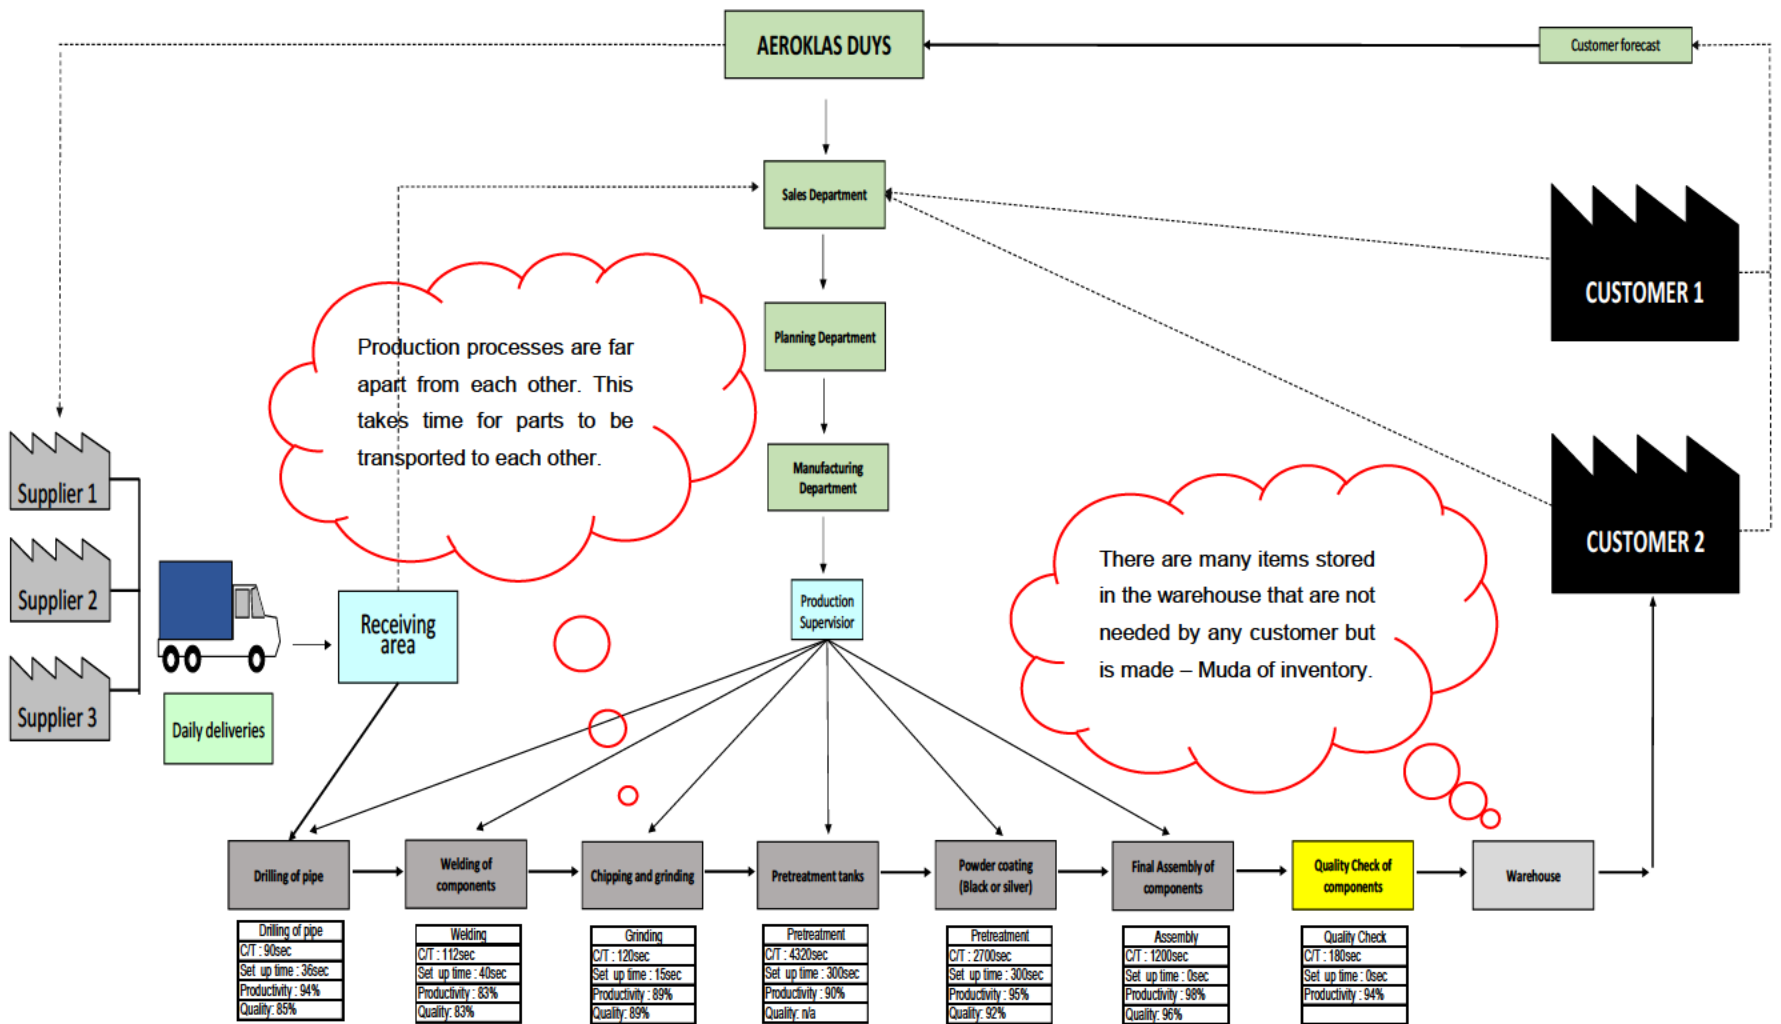 AEROKLAS DUYS
Customer forecast
Sales Department
CUSTOMER 1
Planning Department
Production processes are far
apart from each other. This
takes time for parts to be
transported to each other.
Manufacturing
Department
Supplier 1
Supplier 2
Supplier 3
CUSTOMER 2
There are many items stored
in the warehouse that are not
needed by any customer but
is made – Muda of inventory.
Receiving
area
Production
Supervisior
Daily deliveries
Drilling of pipe
Welding of
components
Chipping and grinding
Pretreatment tanks
Powder coating
(Black or silver)
Final Assembly of
components
Quality Check of
components
Warehouse
Drilling of pipe
C/T : 90sec
Set up time : 36sec
Productivity : 94%
Quality: 85%
Welding
C/T : 112sec
Set up time : 40sec
Productivity : 83%
Quality: 83%
Grinding
C/T : 120sec
Set up time : 15sec
Productivity : 89%
Quality: 89%
Pretreatment
C/T : 4320sec
Set up time : 300sec
Productivity : 90%
Quality: n/a
Pretreatment
C/T : 2700sec
Set up time : 300sec
Productivity : 95%
Quality: 92%
Assembly
C/T : 1200sec
Set up time : 0sec
Productivity : 98%
Quality: 96%
Quality Check
C/T : 180sec
Set up time : 0sec
Productivity : 94%